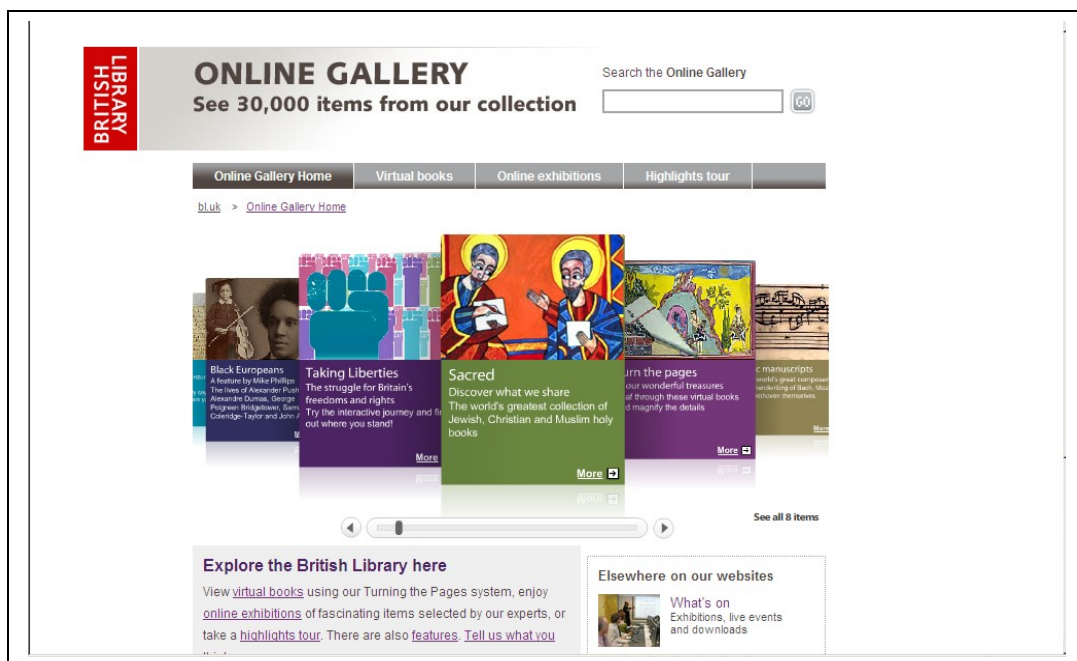 BRITISH
LIBRARY
ONLINE GALLERY
See 30,000 items from our collection
Search the Online Gallery
GO
Online Gallery Home
Virtual books
Online exhibitions
Highlights tour
bl.uk > Online Gallery Home
Black Europeans
A feature by Mike Phillips
The lives of Alexander Push
Alexandre Dumas, George
Polgreen Bridgetower, Samu
Coleridge-Taylor and John A
Taking Liberties
The struggle for Britain's
freedoms and rights
Try the interactive journey and fi
out where you stand!
More
Sacred
Discover what we share
The world's greatest collection of
Jewish, Christian and Muslim holy
books
More
urn the pages
our wonderful treasures
af through these virtual books
d magnify the details
More
c manuscripts
world's great composer
handwriting of Bach, Moz
ethoven themselves
More
See all 8 items
Explore the British Library here
View virtual books using our Turning the Pages system, enjoy
online exhibitions of fascinating items selected by our experts, or
take a highlights tour. There are also features. Tell us what you
Elsewhere on our websites
What's on
Exhibitions, live events
and downloads